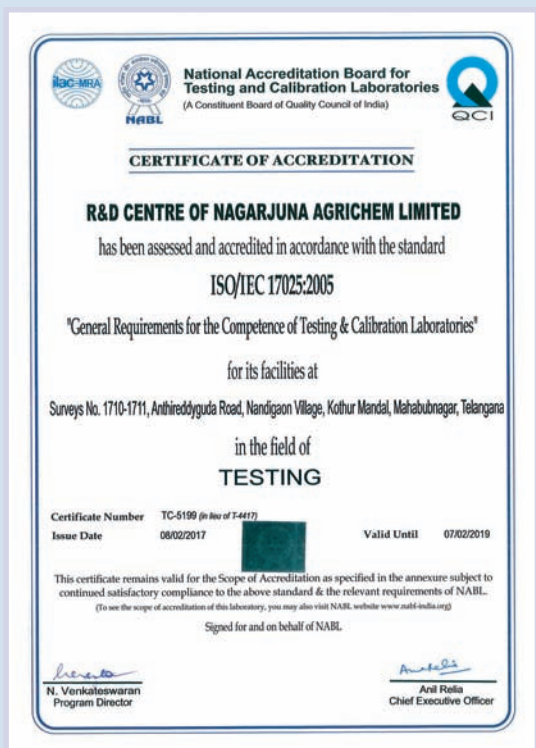 ilac-MRA
NABL
National Accreditation Board for
Testing and Calibration Laboratories
(A Constituent Board of Quality Council of India)
QCI
CERTIFICATE OF ACCREDITATION
R&D CENTRE OF NAGARJUNA AGRICHEM LIMITED
has been assessed and accredited in accordance with the standard
ISO/IEC 17025:2005
"General Requirements for the Competence of Testing & Calibration Laboratories"
for its facilities at
Surveys No. 1710-1711, Anthireddyguda Road, Nandigaon Village, Kothur Mandal, Mahabubnagar, Telangana
in the field of
TESTING
Certificate Number TC-5199 (in lieu of T-4417)
Issue Date 08/02/2017 Valid Until 07/02/2019
This certificate remains valid for the Scope of Accreditation as specified in the annexure subject to
continued satisfactory compliance to the above standard & the relevant requirements of NABL.
(To see the scope of accreditation of this laboratory, you may also visit NABL website www.nabl-india.org)
Signed for and on behalf of NABL
N. Venkateswaran
Program Director
Anil Relia
Chief Executive Officer